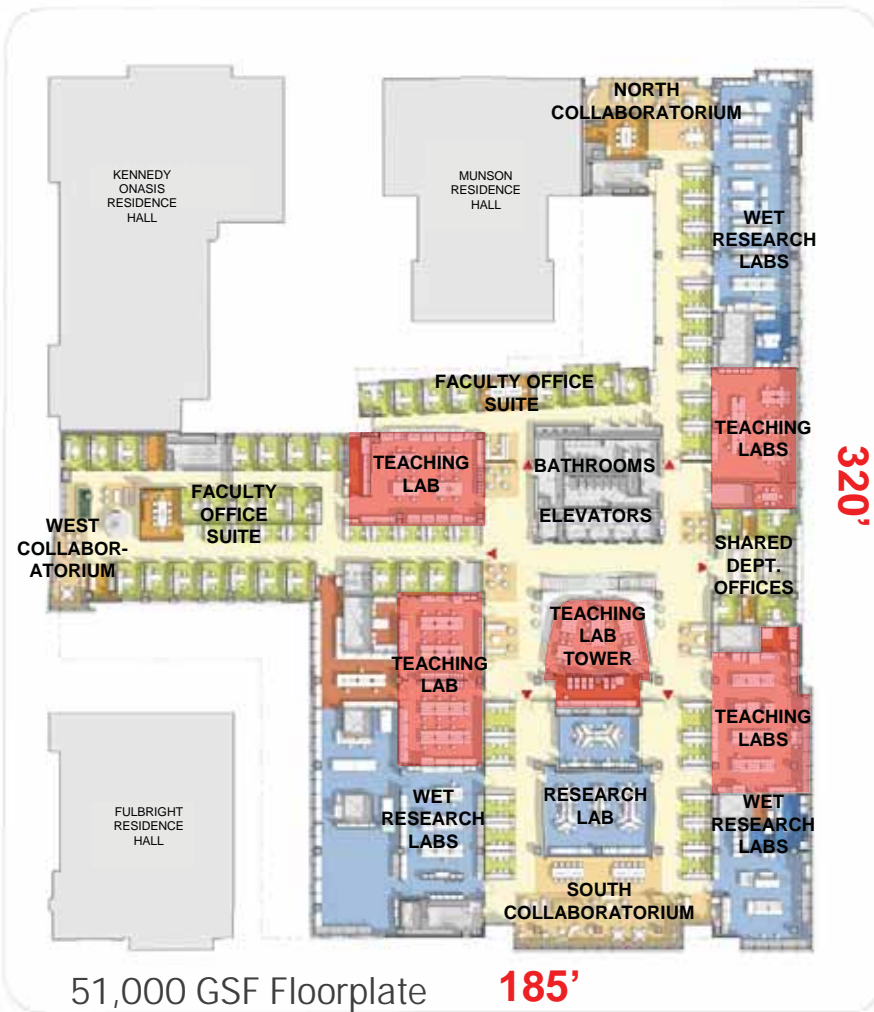 NORTH
COLLABORATORIUM
KENNEDY
ONASIS
RESIDENCE
HALL
MUNSON
RESIDENCE
HALL
WET
RESEARCH
LABS
FACULTY OFFICE
SUITE
TEACHING
LABS
TEACHING
LAB
BATHROOMS
ELEVATORS
320’
FACULTY
OFFICE
SUITE
WEST
COLLABOR-
ATORIUM
SHARED
DEPT.
OFFICES
TEACHING
LAB
TOWER
TEACHING
LAB
TEACHING
LABS
FULBRIGHT
RESIDENCE
HALL
WET
RESEARCH
LABS
RESEARCH
LAB
WET
RESEARCH
LABS
SOUTH
COLLABORATORIUM
51,000 GSF Floorplate 185’